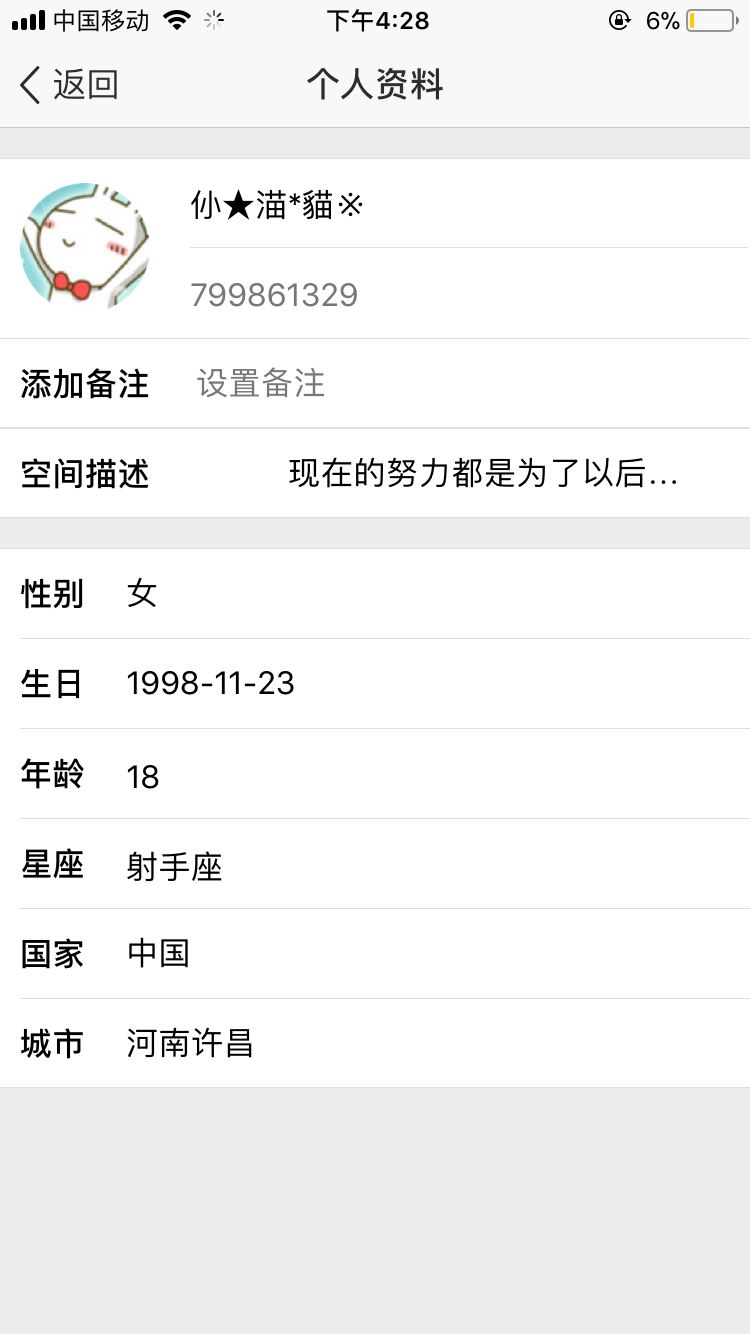 中国移动 下午4:28 6%
返回 个人资料
仦★渵*貓※
799861329
添加备注 设置备注
空间描述 现在的努力都是为了以后...
性别 女
生日 1998-11-23
年龄 18
星座 射手座
国家 中国
城市 河南许昌